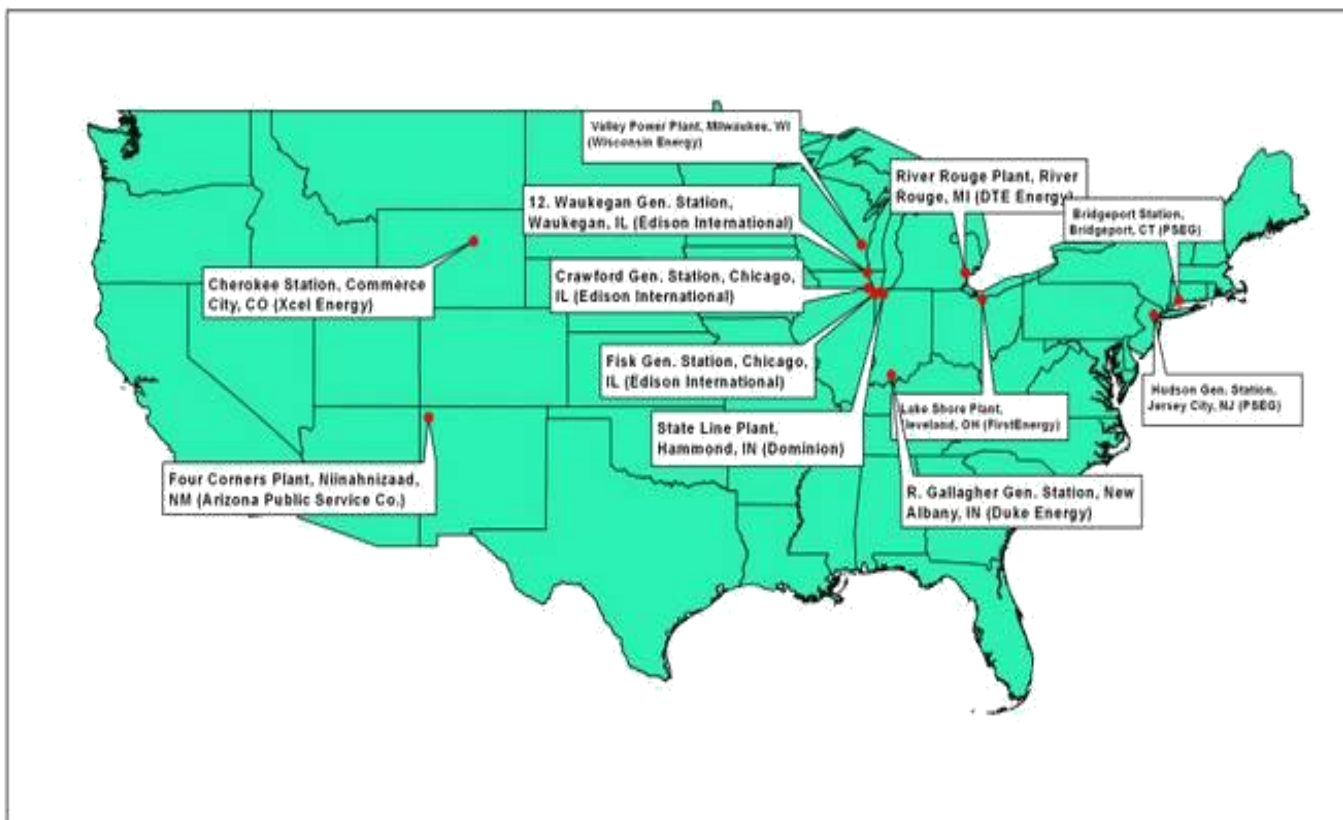 Valley Power Plant, Milwaukee, WI
(Wisconsin Energy)
River Rouge Plant, River
Rouge, MI (DTE Energy)
12. Waukegan Gen. Station,
Waukegan, IL (Edison International)
Bridgeport Station,
Bridgeport, CT (PSEG)
Cherokee Station, Commerce
City, CO (Xcel Energy)
Crawford Gen. Station, Chicago,
IL (Edison International)
Fisk Gen. Station, Chicago,
IL (Edison International)
Hudson Gen. Station,
Jersey City, NJ (PSEG)
Lake Shore Plant,
Cleveland, OH (FirstEnergy)
State Line Plant,
Hammond, IN (Dominion)
Four Corners Plant, Niinahnizaad,
NM (Arizona Public Service Co.)
R. Gallagher Gen. Station, New
Albany, IN (Duke Energy)